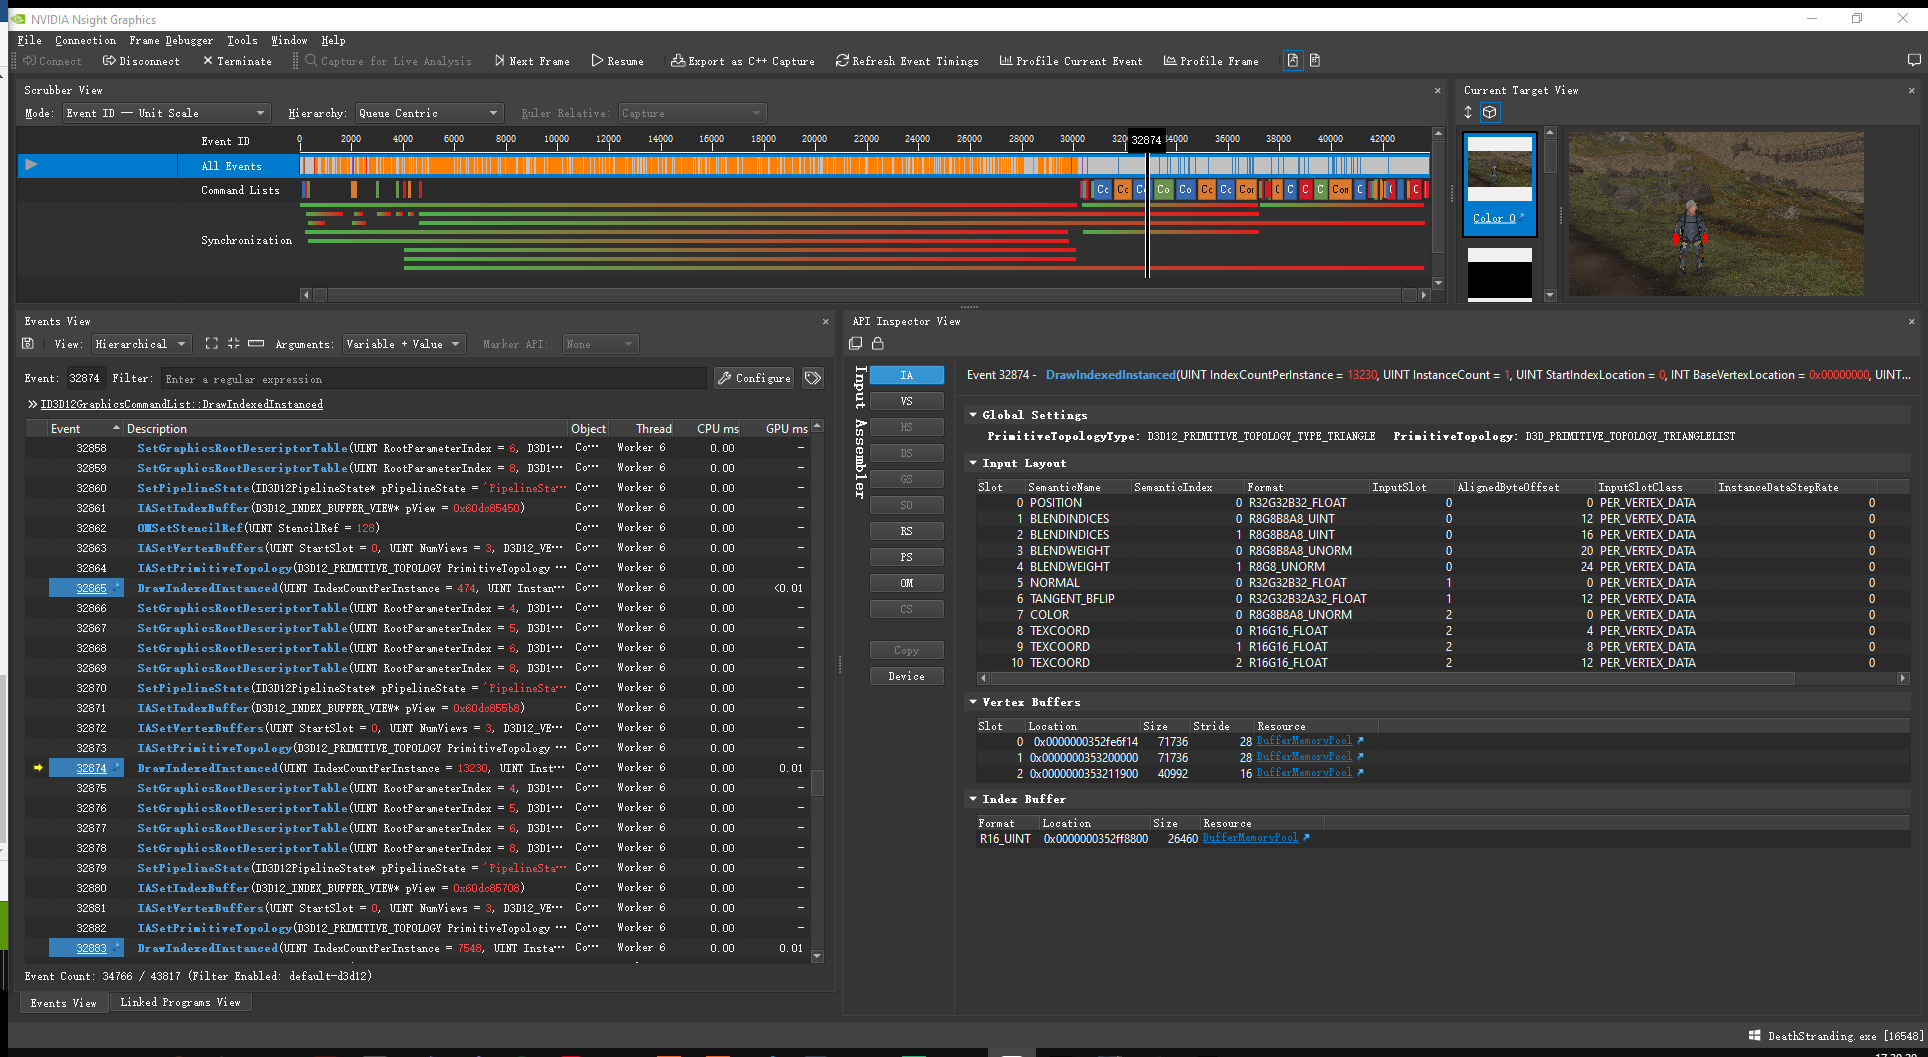 NVIDIA Nsight Graphics
File Connection Frame Debugger Tools Window Help
Connect Disconnect Terminate Capture for Live Analysis Next Frame Resume Export as C++ Capture Refresh Event Timings Profile Current Event Profile Frame
Scrubber View
Mode: Event ID — Unit Scale Hierarchy: Queue Centric Ruler Relative: Capture
Event ID 0 2000 4000 6000 8000 10000 12000 14000 16000 18000 20000 22000 24000 26000 28000 30000 32874 36000 38000 40000 42000
All Events
Command Lists Cc Cc Co Co Cc Cc Con C C C C Con C C C
Synchronization
Current Target View
Color 0
Events View
View: Hierarchical Arguments: Variable + Value Marker API: None
Event: 32874 Filter: Enter a regular expression Configure
ID3D12GraphicsCommandList::DrawIndexedInstanced
Event Description Object Thread CPU ms GPU ms
32858 SetGraphicsRootDescriptorTable(UINT RootParameterIndex = 6, D3D1··· Co··· Worker 6 0.00 —
32859 SetGraphicsRootDescriptorTable(UINT RootParameterIndex = 8, D3D1··· Co··· Worker 6 0.00 —
32860 SetPipelineState(ID3D12PipelineState* pPipelineState = 'PipelineSta··· Co··· Worker 6 0.00 —
32861 IASetIndexBuffer(D3D12_INDEX_BUFFER_VIEW* pView = 0x60dc85450) Co··· Worker 6 0.00 —
32862 OMSetStencilRef(UINT StencilRef = 128) Co··· Worker 6 0.00 —
32863 IASetVertexBuffers(UINT StartSlot = 0, UINT NumViews = 3, D3D12_VE··· Co··· Worker 6 0.00 —
32864 IASetPrimitiveTopology(D3D12_PRIMITIVE_TOPOLOGY PrimitiveTopology ··· Co··· Worker 6 0.00 —
32865 DrawIndexedInstanced(UINT IndexCountPerInstance = 474, UINT Instan··· Co··· Worker 6 0.00 <0.01
32866 SetGraphicsRootDescriptorTable(UINT RootParameterIndex = 4, D3D1··· Co··· Worker 6 0.00 —
32867 SetGraphicsRootDescriptorTable(UINT RootParameterIndex = 5, D3D1··· Co··· Worker 6 0.00 —
32868 SetGraphicsRootDescriptorTable(UINT RootParameterIndex = 6, D3D1··· Co··· Worker 6 0.00 —
32869 SetGraphicsRootDescriptorTable(UINT RootParameterIndex = 8, D3D1··· Co··· Worker 6 0.00 —
32870 SetPipelineState(ID3D12PipelineState* pPipelineState = 'PipelineSta··· Co··· Worker 6 0.00 —
32871 IASetIndexBuffer(D3D12_INDEX_BUFFER_VIEW* pView = 0x60dc855b8) Co··· Worker 6 0.00 —
32872 IASetVertexBuffers(UINT StartSlot = 0, UINT NumViews = 3, D3D12_VE··· Co··· Worker 6 0.00 —
32873 IASetPrimitiveTopology(D3D12_PRIMITIVE_TOPOLOGY PrimitiveTopology ··· Co··· Worker 6 0.00 —
32874 DrawIndexedInstanced(UINT IndexCountPerInstance = 13230, UINT Inst··· Co··· Worker 6 0.00 0.01
32875 SetGraphicsRootDescriptorTable(UINT RootParameterIndex = 4, D3D1··· Co··· Worker 6 0.00 —
32876 SetGraphicsRootDescriptorTable(UINT RootParameterIndex = 5, D3D1··· Co··· Worker 6 0.00 —
32877 SetGraphicsRootDescriptorTable(UINT RootParameterIndex = 6, D3D1··· Co··· Worker 6 0.00 —
32878 SetGraphicsRootDescriptorTable(UINT RootParameterIndex = 8, D3D1··· Co··· Worker 6 0.00 —
32879 SetPipelineState(ID3D12PipelineState* pPipelineState = 'PipelineSta··· Co··· Worker 6 0.00 —
32880 IASetIndexBuffer(D3D12_INDEX_BUFFER_VIEW* pView = 0x60dc85708) Co··· Worker 6 0.00 —
32881 IASetVertexBuffers(UINT StartSlot = 0, UINT NumViews = 3, D3D12_VE··· Co··· Worker 6 0.00 —
32882 IASetPrimitiveTopology(D3D12_PRIMITIVE_TOPOLOGY PrimitiveTopology ··· Co··· Worker 6 0.00 —
32883 DrawIndexedInstanced(UINT IndexCountPerInstance = 7548, UINT Insta··· Co··· Worker 6 0.00 0.01
Event Count: 34766 / 43817 (Filter Enabled: default-d3d12)
Events View Linked Programs View
API Inspector View
Input Assembler
IA
VS
HS
DS
GS
SO
RS
PS
OM
CS
Copy
Device
Event 32874 - DrawIndexedInstanced(UINT IndexCountPerInstance = 13230, UINT InstanceCount = 1, UINT StartIndexLocation = 0, INT BaseVertexLocation = 0x00000000, UINT...
Global Settings
PrimitiveTopologyType: D3D12_PRIMITIVE_TOPOLOGY_TYPE_TRIANGLE PrimitiveTopology: D3D_PRIMITIVE_TOPOLOGY_TRIANGLELIST
Input Layout
Slot SemanticName SemanticIndex Format InputSlot AlignedByteOffset InputSlotClass InstanceDataStepRate
0 POSITION 0 R32G32B32_FLOAT 0 0 PER_VERTEX_DATA 0
1 BLENDINDICES 0 R8G8B8A8_UINT 0 12 PER_VERTEX_DATA 0
2 BLENDINDICES 1 R8G8B8A8_UINT 0 16 PER_VERTEX_DATA 0
3 BLENDWEIGHT 0 R8G8B8A8_UNORM 0 20 PER_VERTEX_DATA 0
4 BLENDWEIGHT 1 R8G8_UNORM 0 24 PER_VERTEX_DATA 0
5 NORMAL 0 R32G32B32_FLOAT 1 0 PER_VERTEX_DATA 0
6 TANGENT_BFLIP 0 R32G32B32A32_FLOAT 1 12 PER_VERTEX_DATA 0
7 COLOR 0 R8G8B8A8_UNORM 2 0 PER_VERTEX_DATA 0
8 TEXCOORD 0 R16G16_FLOAT 2 4 PER_VERTEX_DATA 0
9 TEXCOORD 1 R16G16_FLOAT 2 8 PER_VERTEX_DATA 0
10 TEXCOORD 2 R16G16_FLOAT 2 12 PER_VERTEX_DATA 0
Vertex Buffers
Slot Location Size Stride Resource
0 0x0000000352fe6f14 71736 28 BufferMemoryPool
1 0x0000000353200000 71736 28 BufferMemoryPool
2 0x0000000353211900 40992 16 BufferMemoryPool
Index Buffer
Format Location Size Resource
R16_UINT 0x0000000352ff8800 26460 BufferMemoryPool
DeathStranding.exe [16548]